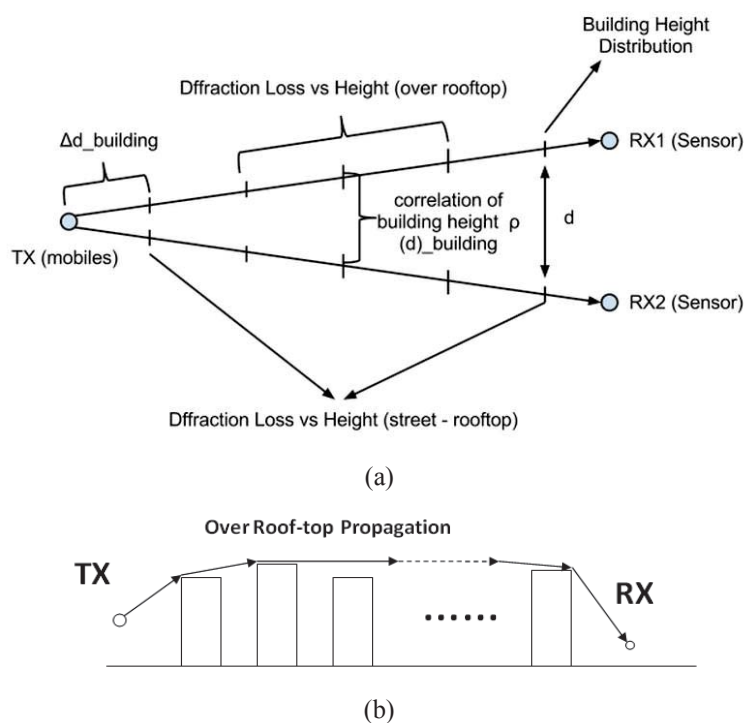 Building Height
Distribution
Dffraction Loss vs Height (over rooftop)
Δd_building
RX1 (Sensor)
correlation of
building height ρ
(d)_building
d
TX (mobiles)
RX2 (Sensor)
Dffraction Loss vs Height (street - rooftop)
(a)
Over Roof-top Propagation
TX
RX
(b)